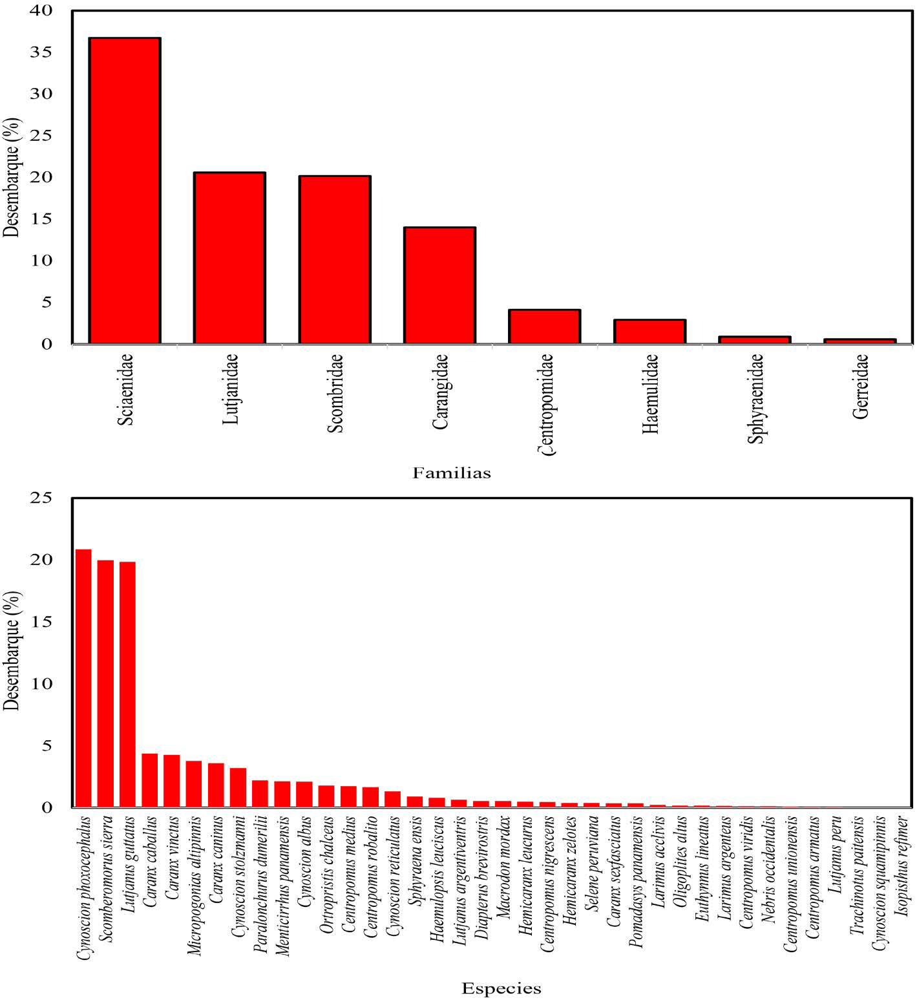 40
35
30
25
20
15
10
5
0
Desembarque (%)
Sciaenidae
Lutjanidae
Scombridae
Carangidae
Centropomidae
Haemulidae
Sphyraenidae
Gerreidae
Familias
25
20
15
10
5
0
Desembarque (%)
Cynoscion phoxocephalus
Scomberomorus sierra
Lutjanus guttatus
Caranx caballus
Caranx vinctus
Micropogonias altipinnis
Caranx caninus
Cynoscion stolzmanni
Paralonchurus dumerilii
Menticirrhus panamensis
Cynoscion albus
Ortropristis chalceus
Centropomus medius
Centropomus robalito
Cynoscion reticulatus
Sphyraena ensis
Haemulopsis leuciscus
Lutjanus argentiventris
Diapterus brevirostris
Macrodon mordax
Hemicaranx leucurus
Centropomus nigrescens
Hemicaranx zelotes
Selene peruviana
Caranx sexfasciatus
Pomadasys panamensis
Larimus acclivis
Oligoplites altus
Euthynnus lineatus
Larimus argenteus
Centropomus viridis
Nebris occidentalis
Centropomus unionensis
Centropomus armatus
Lutjanus peru
Trachinotus paitensis
Cynoscion squamipinnis
Isopisthus refimer
Especies